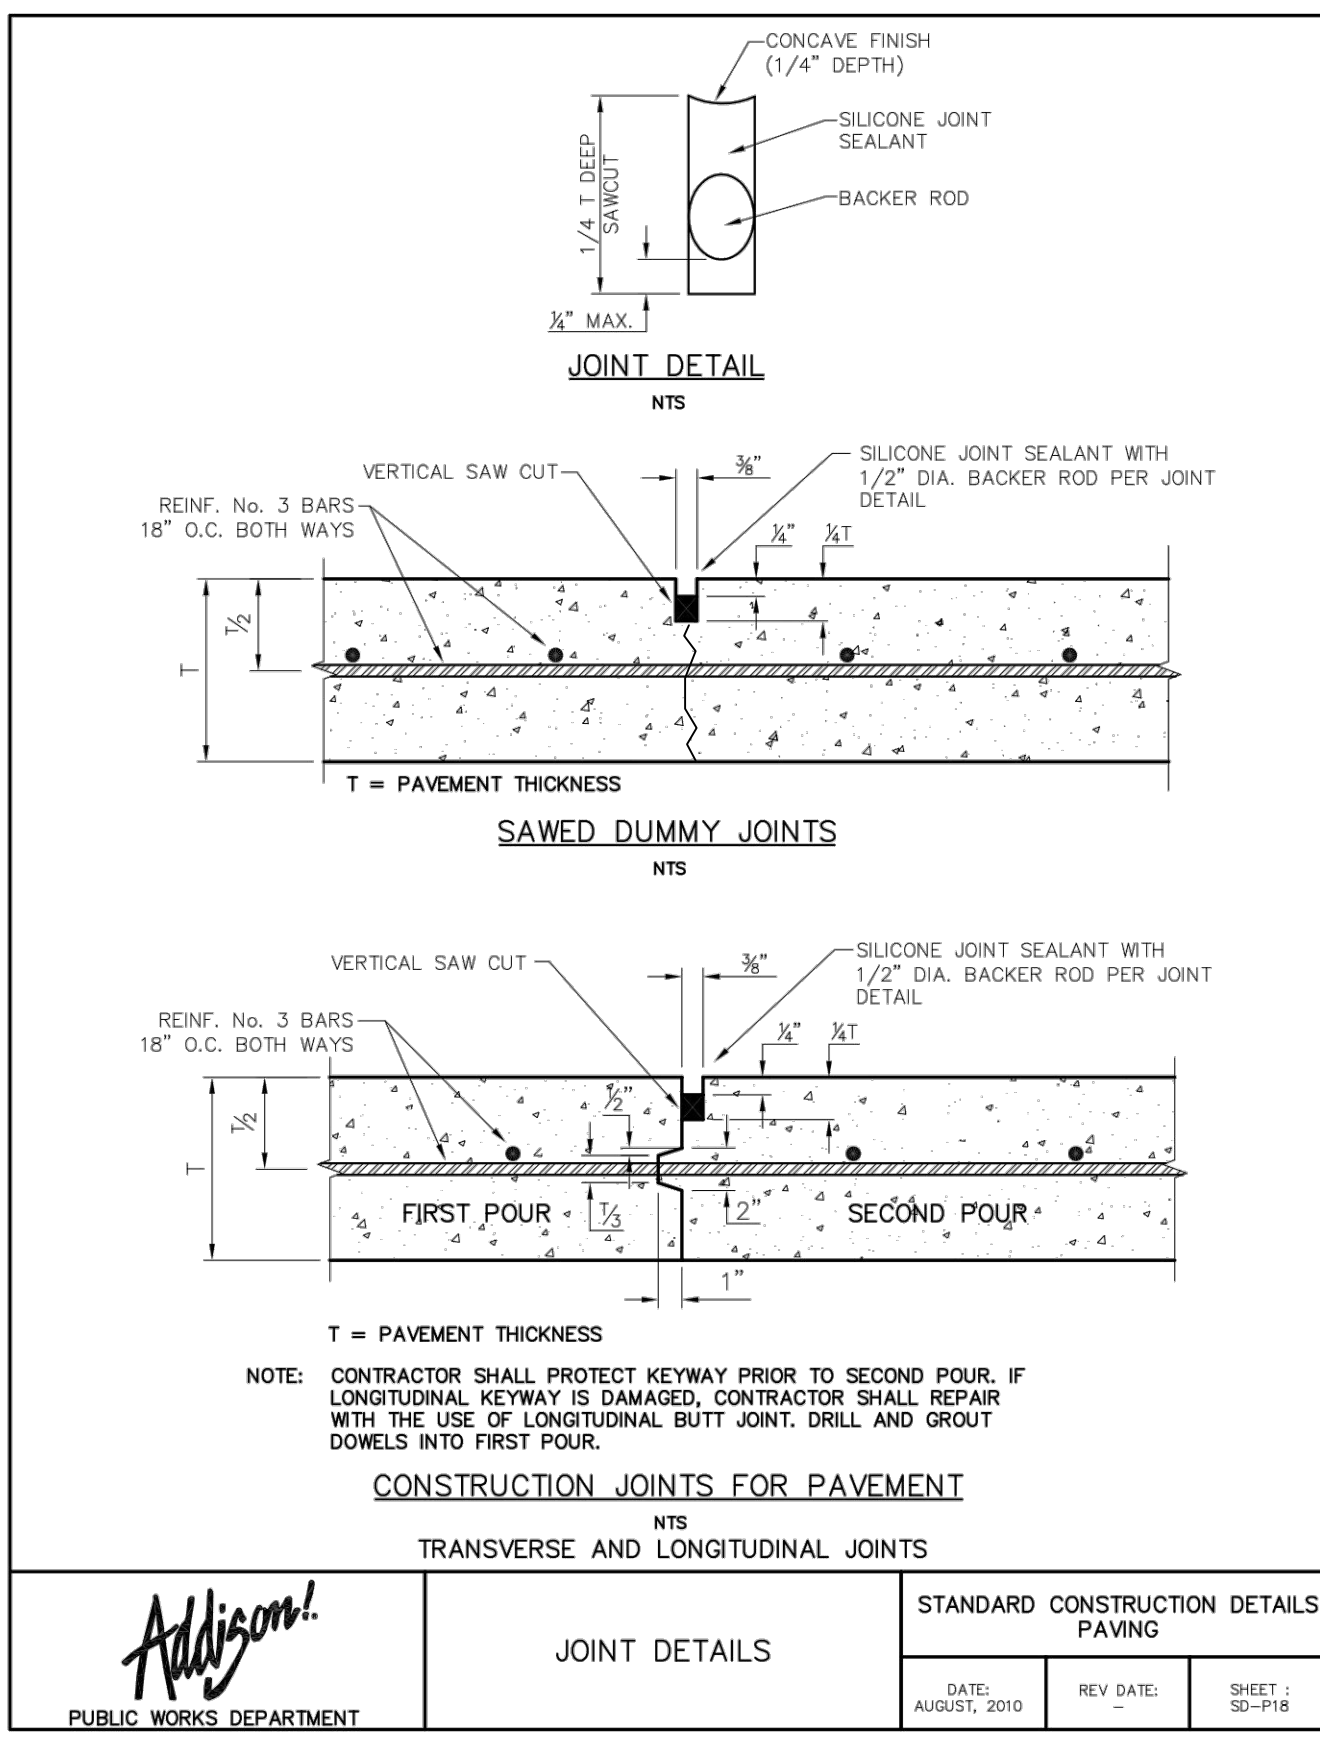 CONCAVE FINISH
(1/4" DEPTH)
SILICONE JOINT
SEALANT
BACKER ROD
1/4 T DEEP
SAWCUT
¼" MAX.
JOINT DETAIL
NTS
VERTICAL SAW CUT
⅜"
SILICONE JOINT SEALANT WITH
1/2" DIA. BACKER ROD PER JOINT
DETAIL
REINF. No. 3 BARS
18" O.C. BOTH WAYS
¼"
¼T
T/2
T
T = PAVEMENT THICKNESS
SAWED DUMMY JOINTS
NTS
VERTICAL SAW CUT
⅜"
SILICONE JOINT SEALANT WITH
1/2" DIA. BACKER ROD PER JOINT
DETAIL
REINF. No. 3 BARS
18" O.C. BOTH WAYS
¼"
¼T
½"
T/2
T
FIRST POUR
T/3
2"
SECOND POUR
1"
T = PAVEMENT THICKNESS
NOTE: CONTRACTOR SHALL PROTECT KEYWAY PRIOR TO SECOND POUR. IF
LONGITUDINAL KEYWAY IS DAMAGED, CONTRACTOR SHALL REPAIR
WITH THE USE OF LONGITUDINAL BUTT JOINT. DRILL AND GROUT
DOWELS INTO FIRST POUR.
CONSTRUCTION JOINTS FOR PAVEMENT
NTS
TRANSVERSE AND LONGITUDINAL JOINTS
Addison!
PUBLIC WORKS DEPARTMENT
JOINT DETAILS
STANDARD CONSTRUCTION DETAILS
PAVING
DATE:
AUGUST, 2010
REV DATE:
–
SHEET :
SD–P18